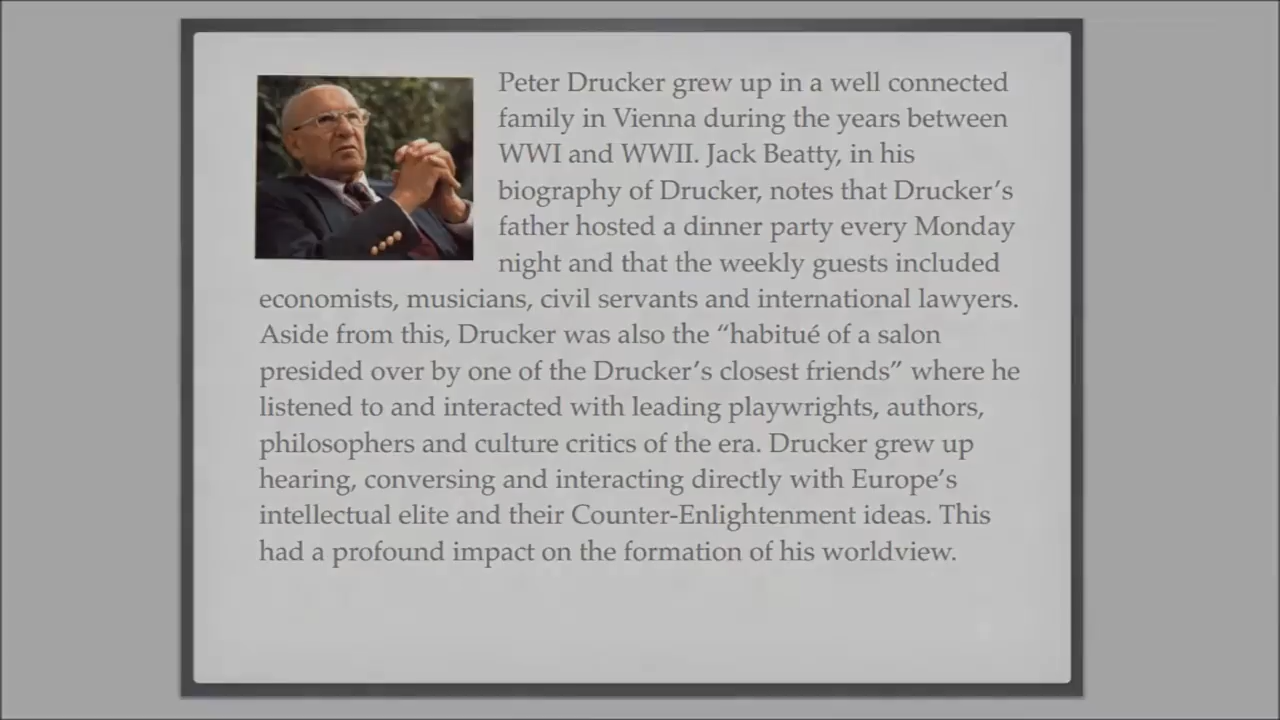 Peter Drucker grew up in a well connected
family in Vienna during the years between
WWI and WWII. Jack Beatty, in his
biography of Drucker, notes that Drucker’s
father hosted a dinner party every Monday
night and that the weekly guests included
economists, musicians, civil servants and international lawyers.
Aside from this, Drucker was also the “habitué of a salon
presided over by one of the Drucker’s closest friends” where he
listened to and interacted with leading playwrights, authors,
philosophers and culture critics of the era. Drucker grew up
hearing, conversing and interacting directly with Europe’s
intellectual elite and their Counter-Enlightenment ideas. This
had a profound impact on the formation of his worldview.